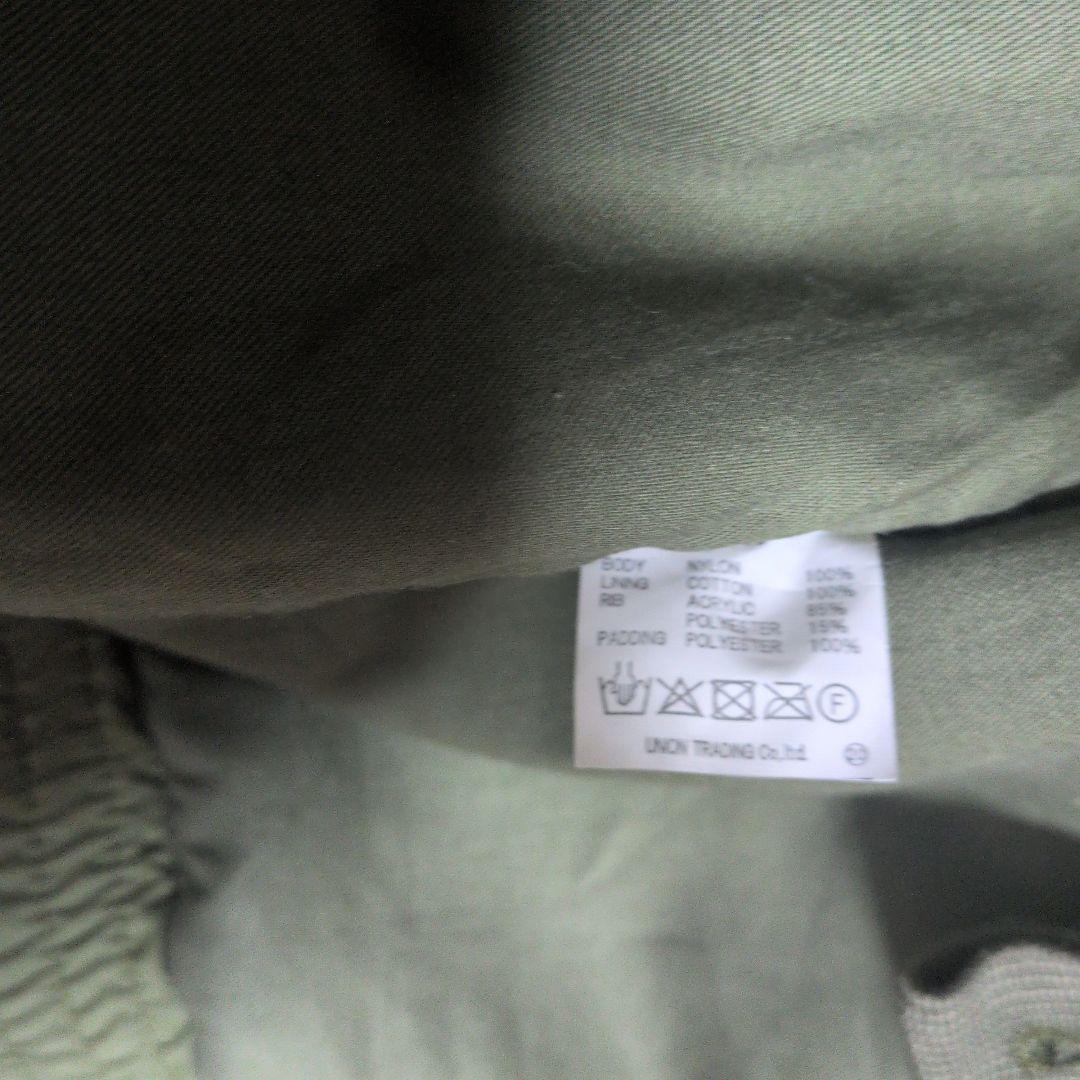 BODY NYLON 100%
LINING COTTON 100%
RIB ACRYLIC 85%
POLYESTER 15%
PADDING POLYESTER 100%
F
UNION TRADING Co,ltd.